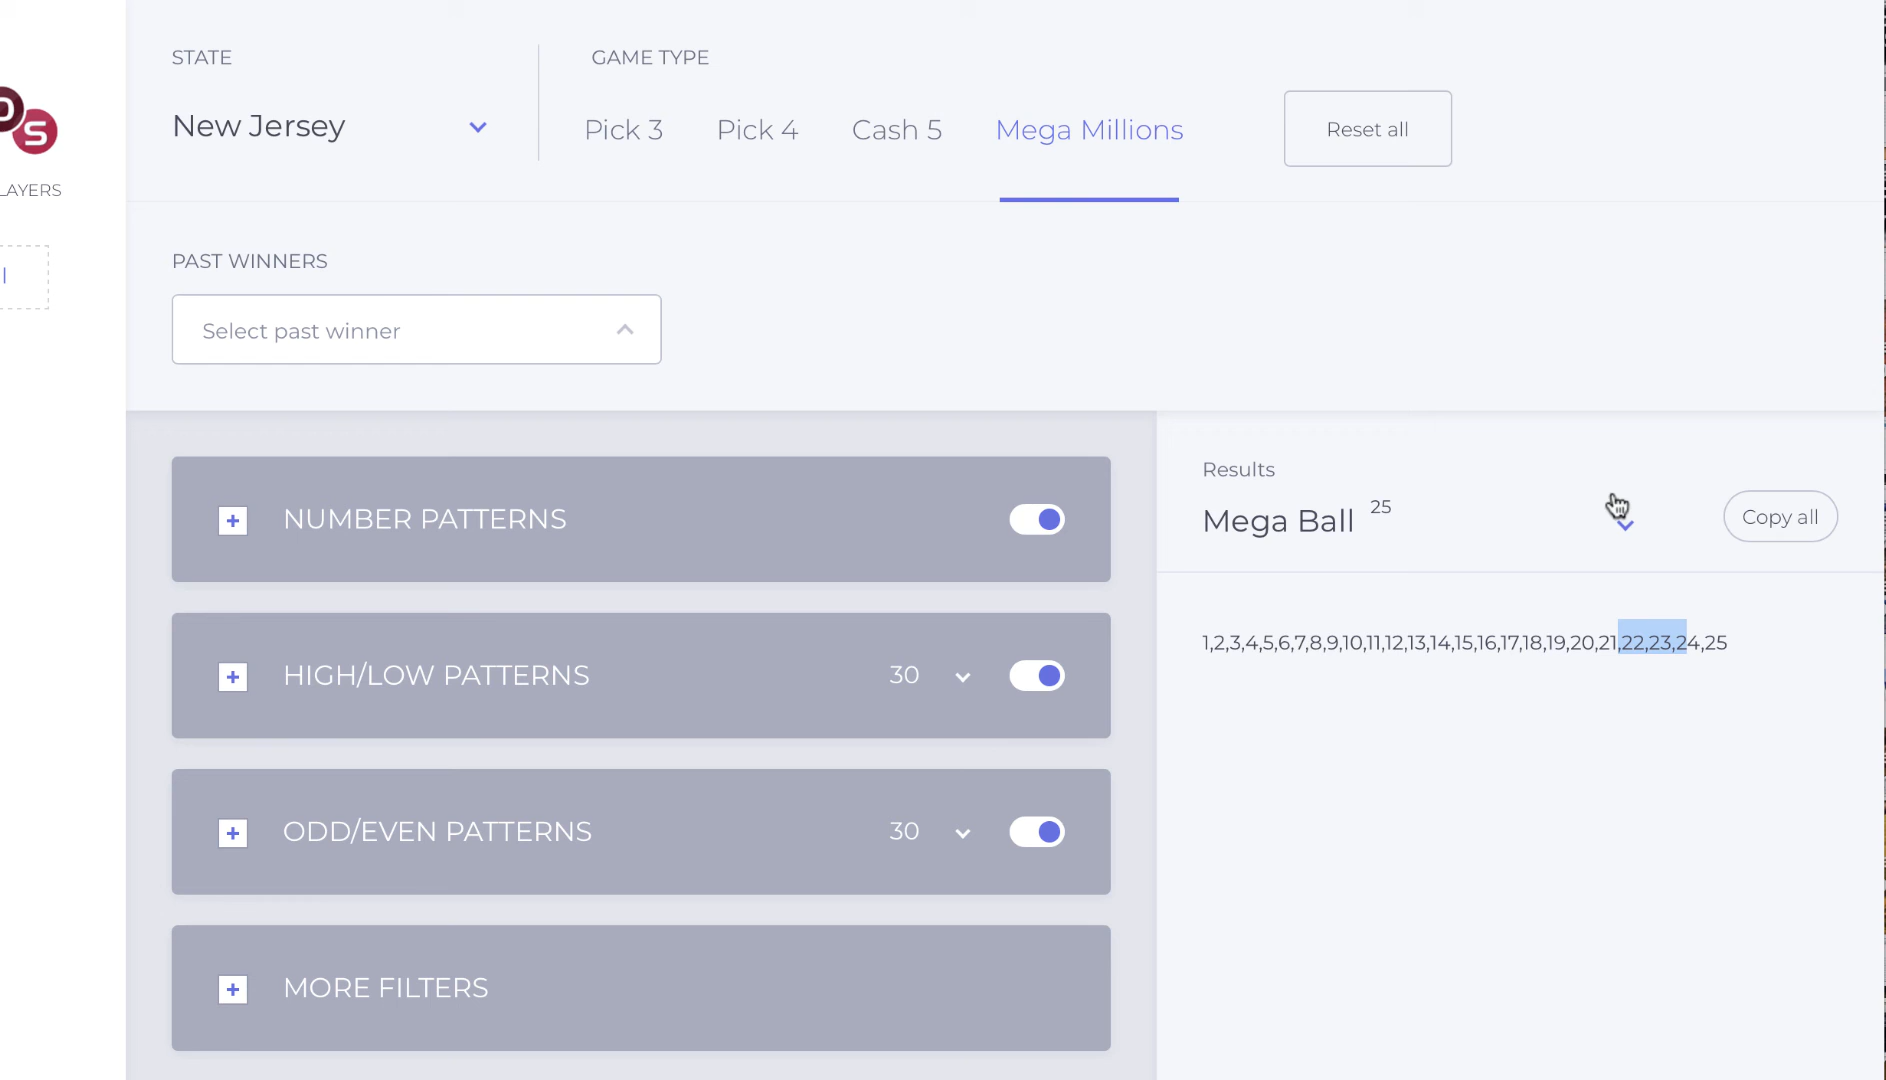 STATE
New Jersey
GAME TYPE
Pick 3
Pick 4
Cash 5
Mega Millions
Reset all
S
LAYERS
PAST WINNERS
Select past winner
NUMBER PATTERNS
HIGH/LOW PATTERNS
30
ODD/EVEN PATTERNS
30
MORE FILTERS
Results
Mega Ball 25
Copy all
1,2,3,4,5,6,7,8,9,10,11,12,13,14,15,16,17,18,19,20,21,22,23,24,25